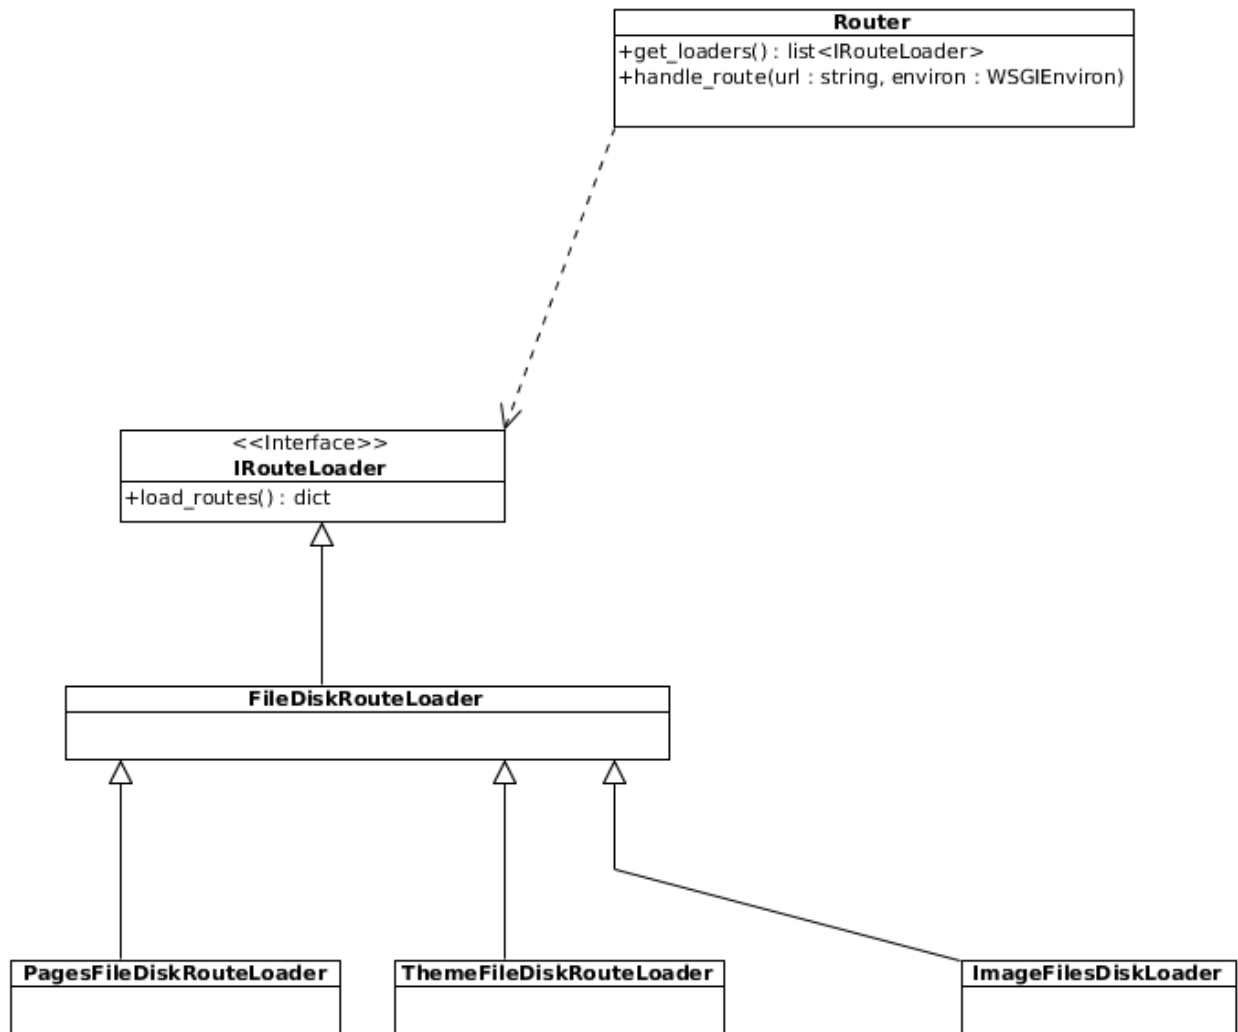 Router
+get_loaders() : list<IRouteLoader>
+handle_route(url : string, environ : WSGIEnviron)
<<Interface>>
IRouteLoader
+load_routes() : dict
FileDiskRouteLoader
PagesFileDiskRouteLoader
ThemeFileDiskRouteLoader
ImageFilesDiskLoader